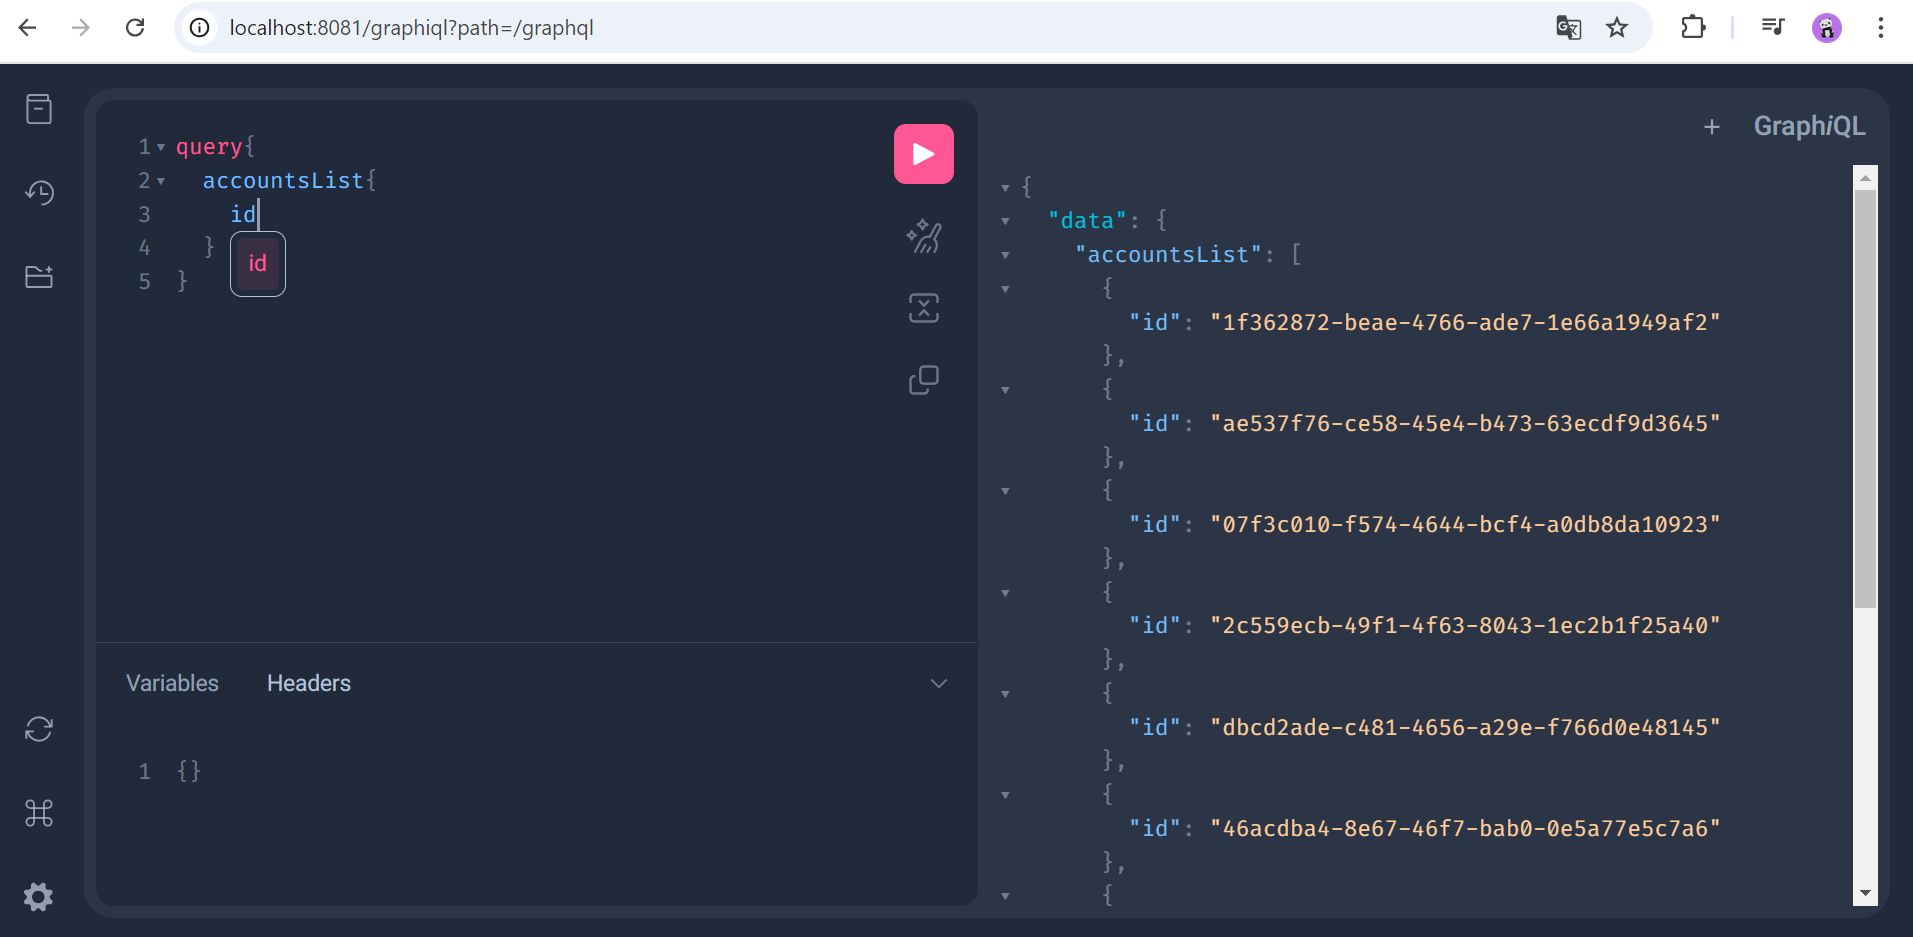 localhost:8081/graphiql?path=/graphql
1 query{
2 accountsList{
3 id
4 }
5 }
id
Variables Headers
1 {}
+ GraphiQL
{
"data": {
"accountsList": [
{
"id": "1f362872-beae-4766-ade7-1e66a1949af2"
},
{
"id": "ae537f76-ce58-45e4-b473-63ecdf9d3645"
},
{
"id": "07f3c010-f574-4644-bcf4-a0db8da10923"
},
{
"id": "2c559ecb-49f1-4f63-8043-1ec2b1f25a40"
},
{
"id": "dbcd2ade-c481-4656-a29e-f766d0e48145"
},
{
"id": "46acdba4-8e67-46f7-bab0-0e5a77e5c7a6"
},
{